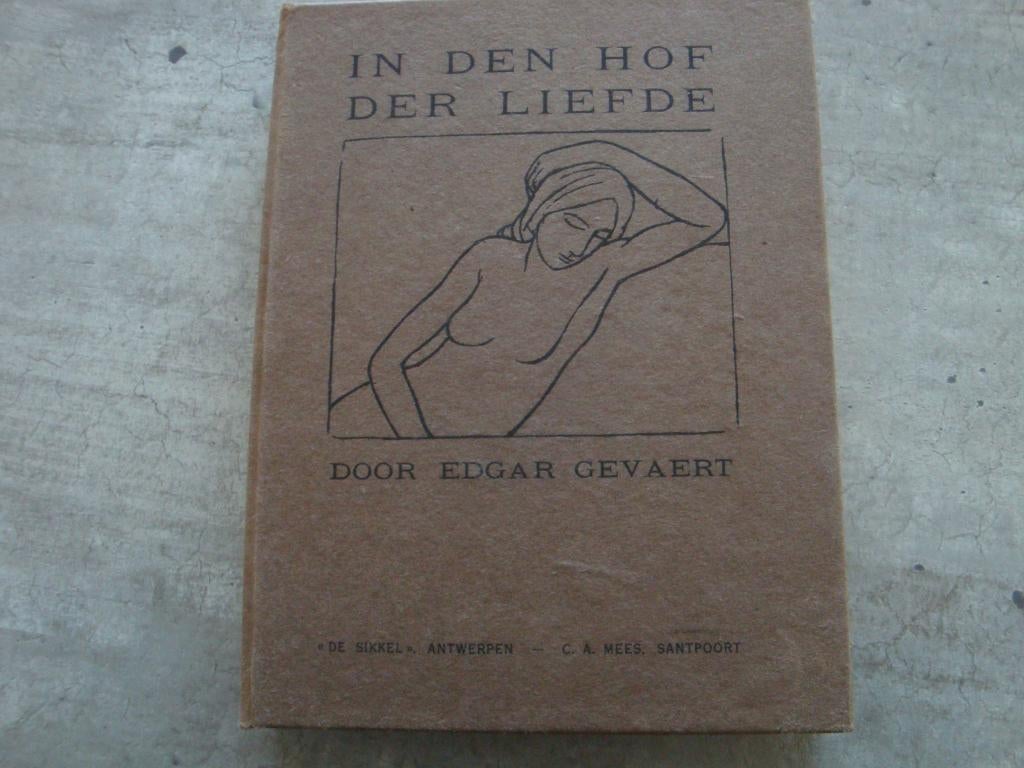 IN DEN HOF
DER LIEFDE
DOOR EDGAR GEVAERT
«DE SIKKEL», ANTWERPEN — C. A. MEES, SANTPOORT